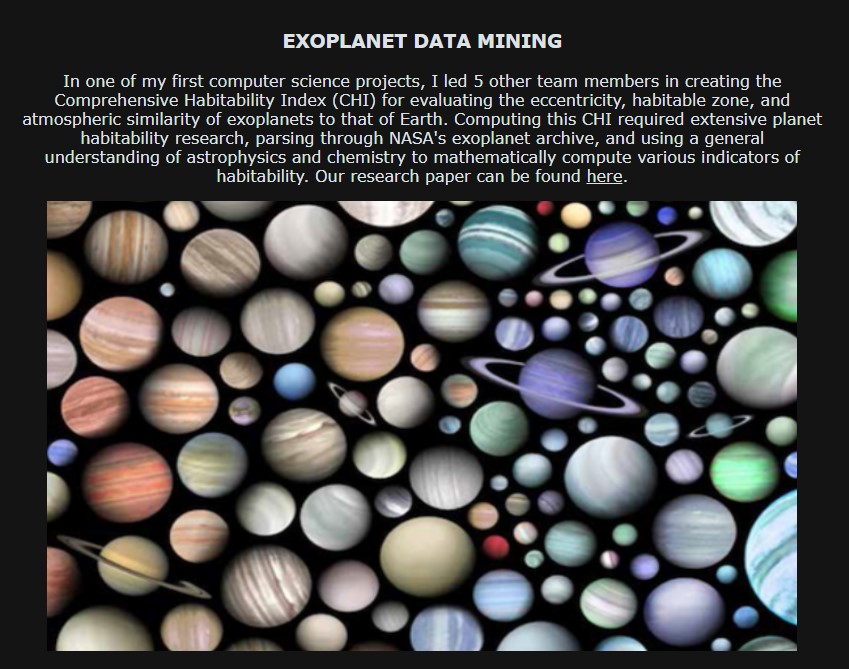 EXOPLANET DATA MINING
In one of my first computer science projects, I led 5 other team members in creating the
Comprehensive Habitability Index (CHI) for evaluating the eccentricity, habitable zone, and
atmospheric similarity of exoplanets to that of Earth. Computing this CHI required extensive planet
habitability research, parsing through NASA's exoplanet archive, and using a general
understanding of astrophysics and chemistry to mathematically compute various indicators of
habitability. Our research paper can be found here.